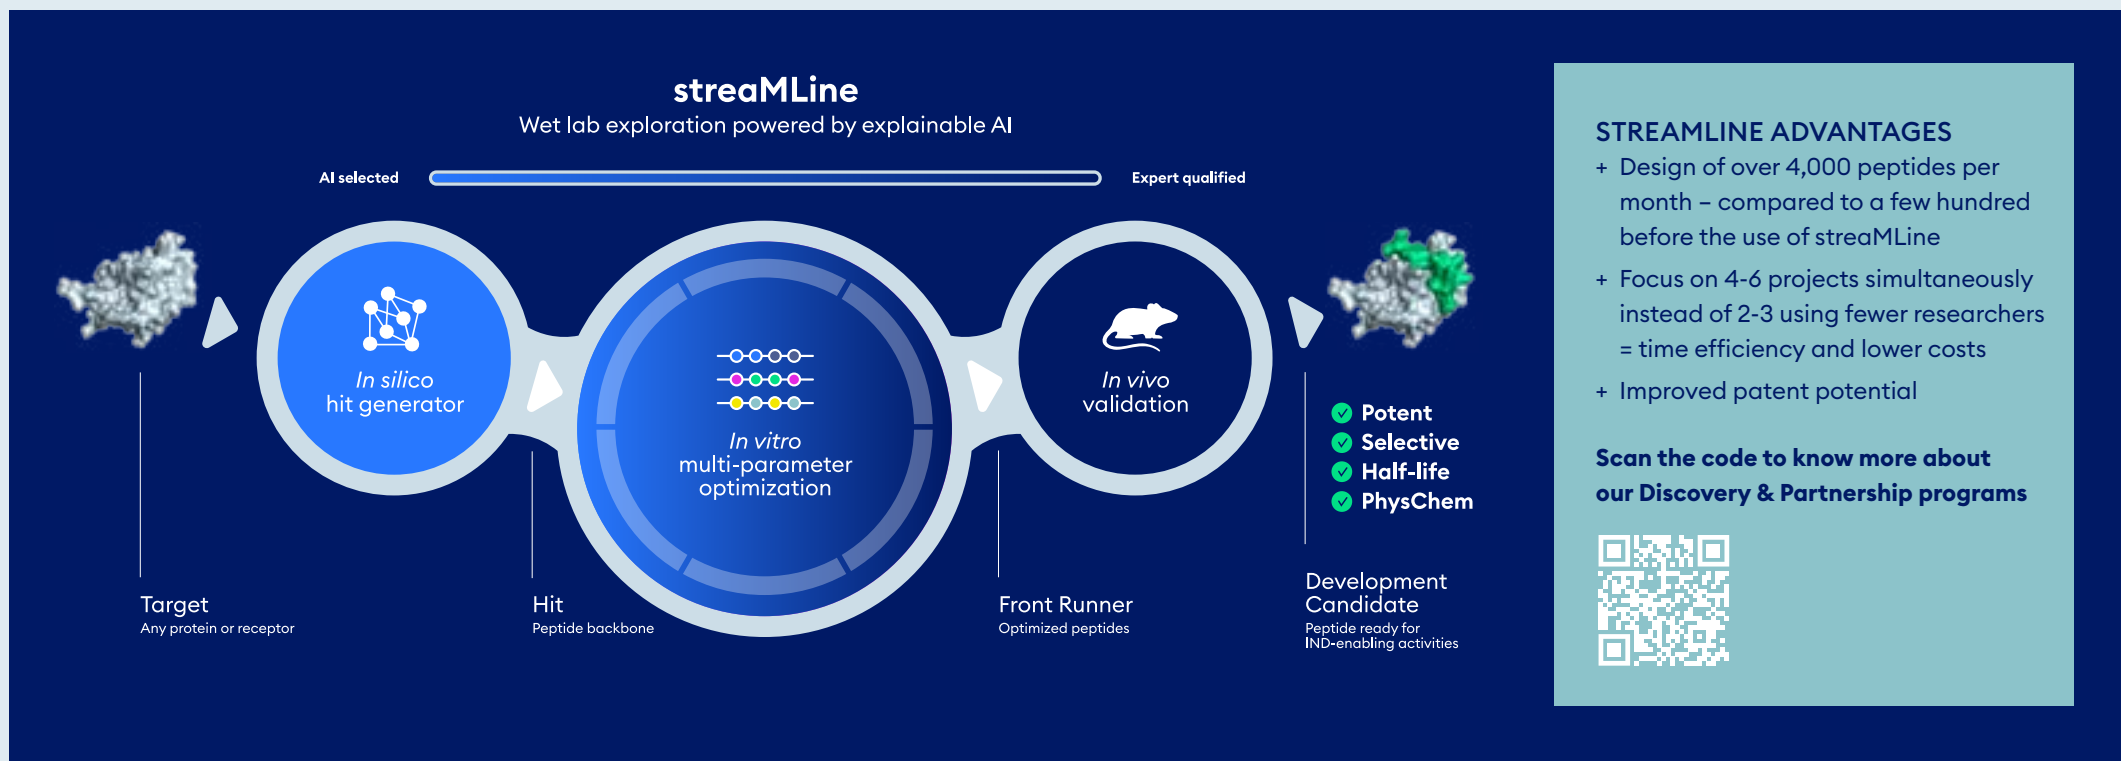 streaMLine
Wet lab exploration powered by explainable AI
AI selected
Expert qualified
In silico
hit generator
In vitro
multi-parameter
optimization
In vivo
validation
Potent
Selective
Half-life
PhysChem
Target
Any protein or receptor
Hit
Peptide backbone
Front Runner
Optimized peptides
Development
Candidate
Peptide ready for
IND-enabling activities
STREAMLINE ADVANTAGES
+ Design of over 4,000 peptides per
month – compared to a few hundred
before the use of streaMLine
+ Focus on 4-6 projects simultaneously
instead of 2-3 using fewer researchers
= time efficiency and lower costs
+ Improved patent potential
Scan the code to know more about
our Discovery & Partnership programs